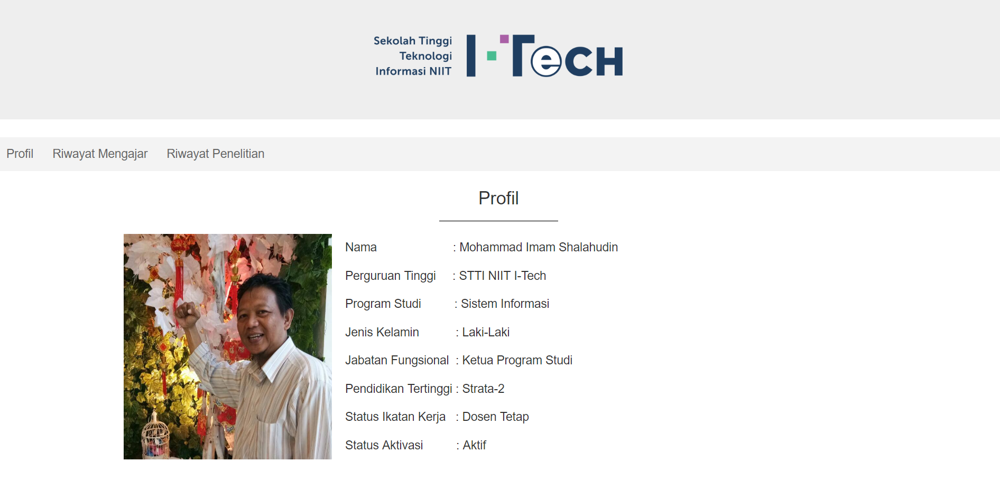 Sekolah Tinggi
Teknologi
Informasi NIIT
I-Tech
Profil Riwayat Mengajar Riwayat Penelitian
Profil
Nama : Mohammad Imam Shalahudin
Perguruan Tinggi : STTI NIIT I-Tech
Program Studi : Sistem Informasi
Jenis Kelamin : Laki-Laki
Jabatan Fungsional : Ketua Program Studi
Pendidikan Tertinggi : Strata-2
Status Ikatan Kerja : Dosen Tetap
Status Aktivasi : Aktif